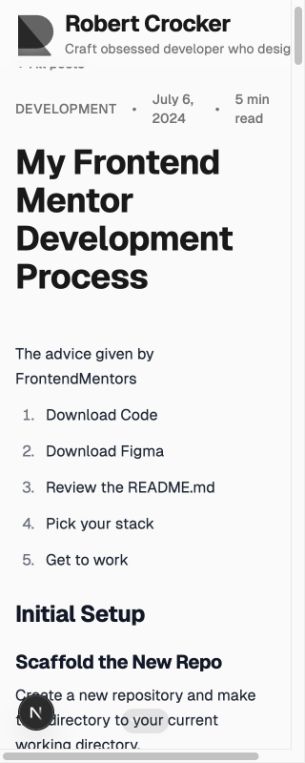 Robert Crocker
Craft obsessed developer who desig
All posts
DEVELOPMENT • July 6, 2024 • 5 min read
My Frontend
Mentor
Development
Process
The advice given by
FrontendMentors
1. Download Code
2. Download Figma
3. Review the README.md
4. Pick your stack
5. Get to work
Initial Setup
Scaffold the New Repo
Create a new repository and make
directory to your current
working directory.
N